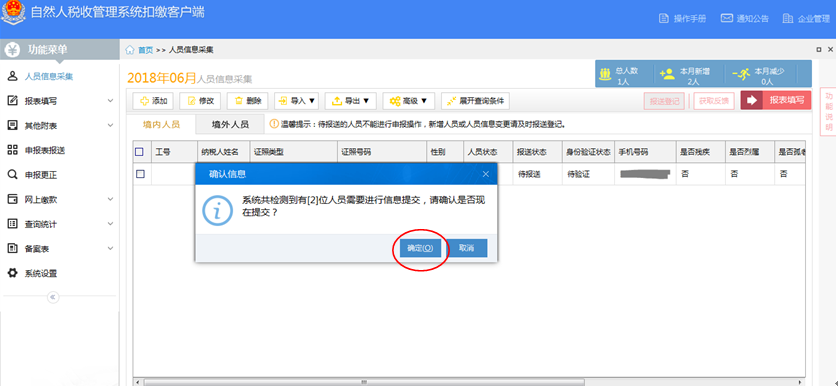 自然人税收管理系统扣缴客户端
操作手册 通知公告 企业管理
功能菜单
首页 >> 人员信息采集
人员信息采集
报表填写
其他附表
申报表报送
申报更正
网上缴款
查询统计
备案表
系统设置
2018年06月人员信息采集
总人数 1人
本月新增 2人
本月减少 0人
添加 修改 删除 导入 导出 高级 展开查询条件
报送登记 获取反馈 报表填写
功能说明
境内人员 境外人员 温馨提示：待报送的人员不能进行申报操作，新增人员或人员信息变更请及时报送登记。
工号 纳税人姓名 证照类型 证照号码 性别 人员状态 报送状态 身份验证状态 手机号码 是否残疾 是否烈属 是否孤老
待报送 待验证 否 否 否
确认信息
系统共检测到有[2]位人员需要进行信息提交，请确认是否现
在提交？
确定(O) 取消